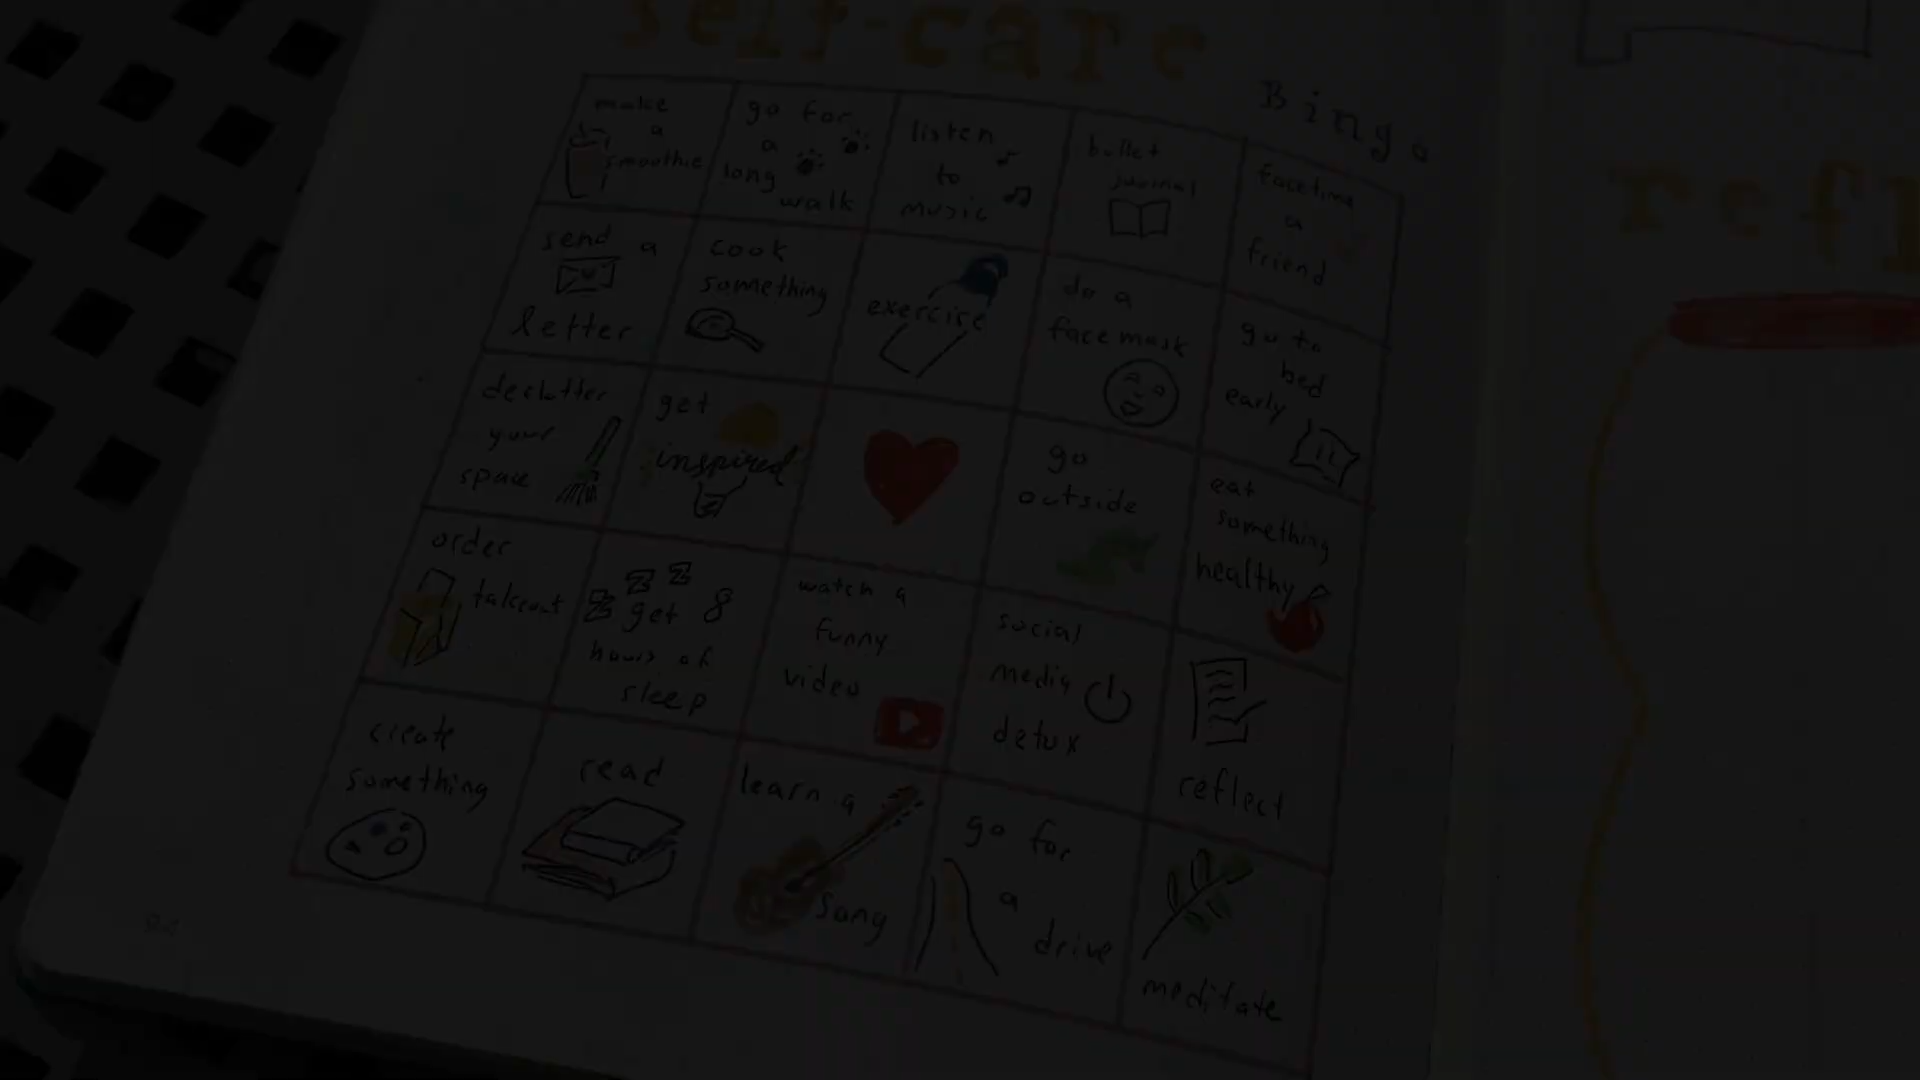 self-care
Bingo
make
a
smoothie
go for
a
long
walk
listen
to
music
bullet
journal
facetime
a
friend
send a
letter
cook
something
exercise
do a
face mask
go to
bed
early
declutter
your
space
get
inspired
go
outside
eat
something
healthy
order
takeout
z z z
get 8
hours of
sleep
watch a
funny
video
social
media
detox
reflect
create
something
read
learn a
song
go for
a
drive
meditate
refl